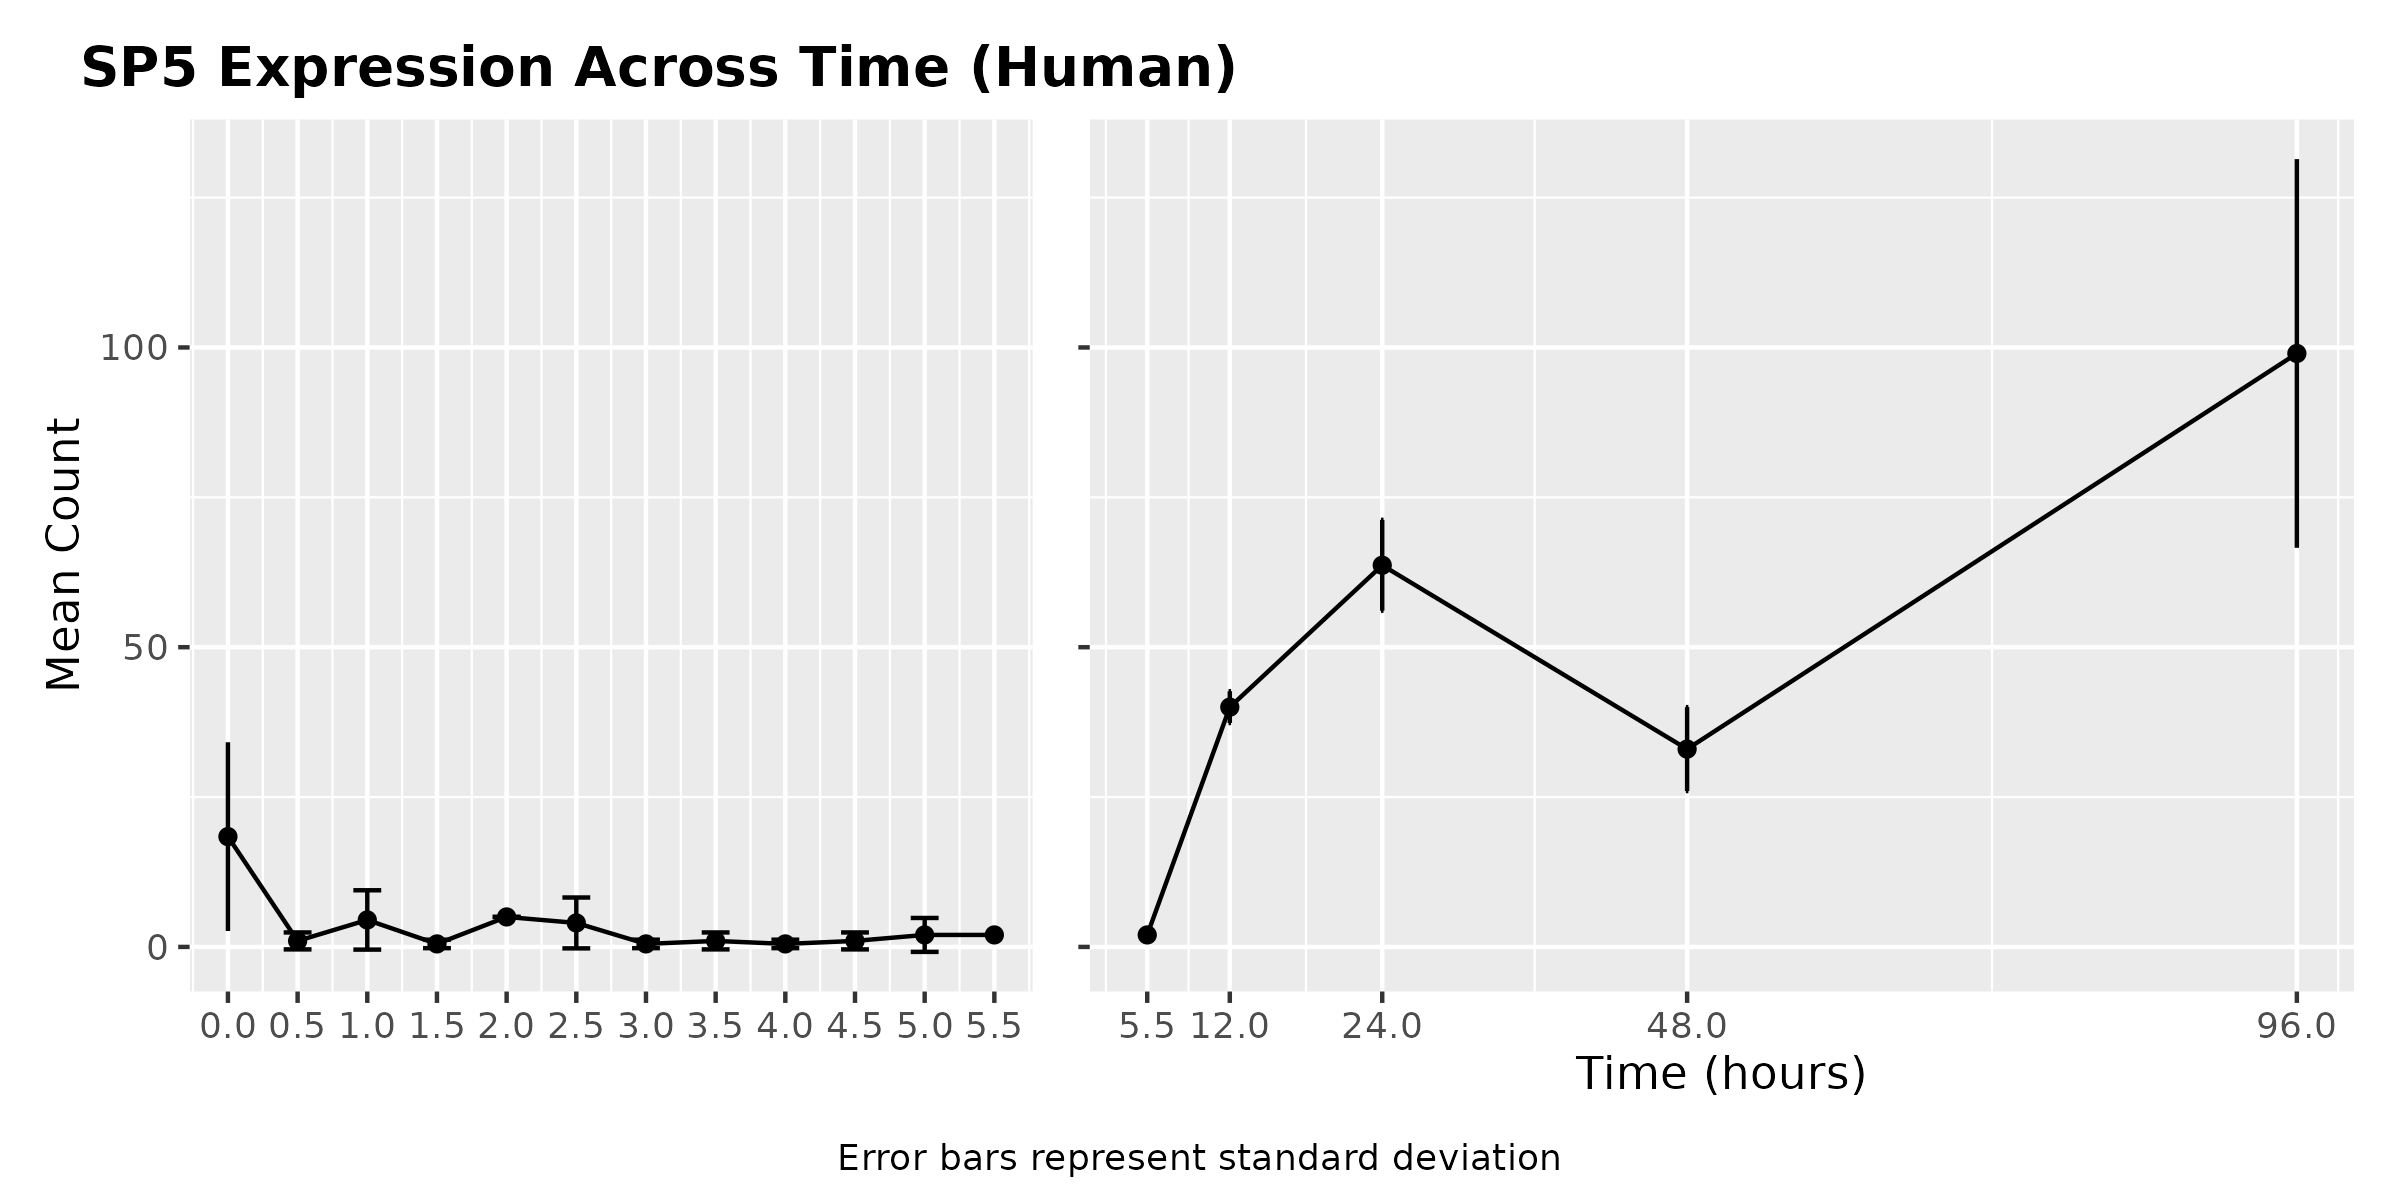 SP5 Expression Across Time (Human)
Mean Count
100
50
0
0.0 0.5 1.0 1.5 2.0 2.5 3.0 3.5 4.0 4.5 5.0 5.5
5.5 12.0 24.0 48.0 96.0
Time (hours)
Error bars represent standard deviation